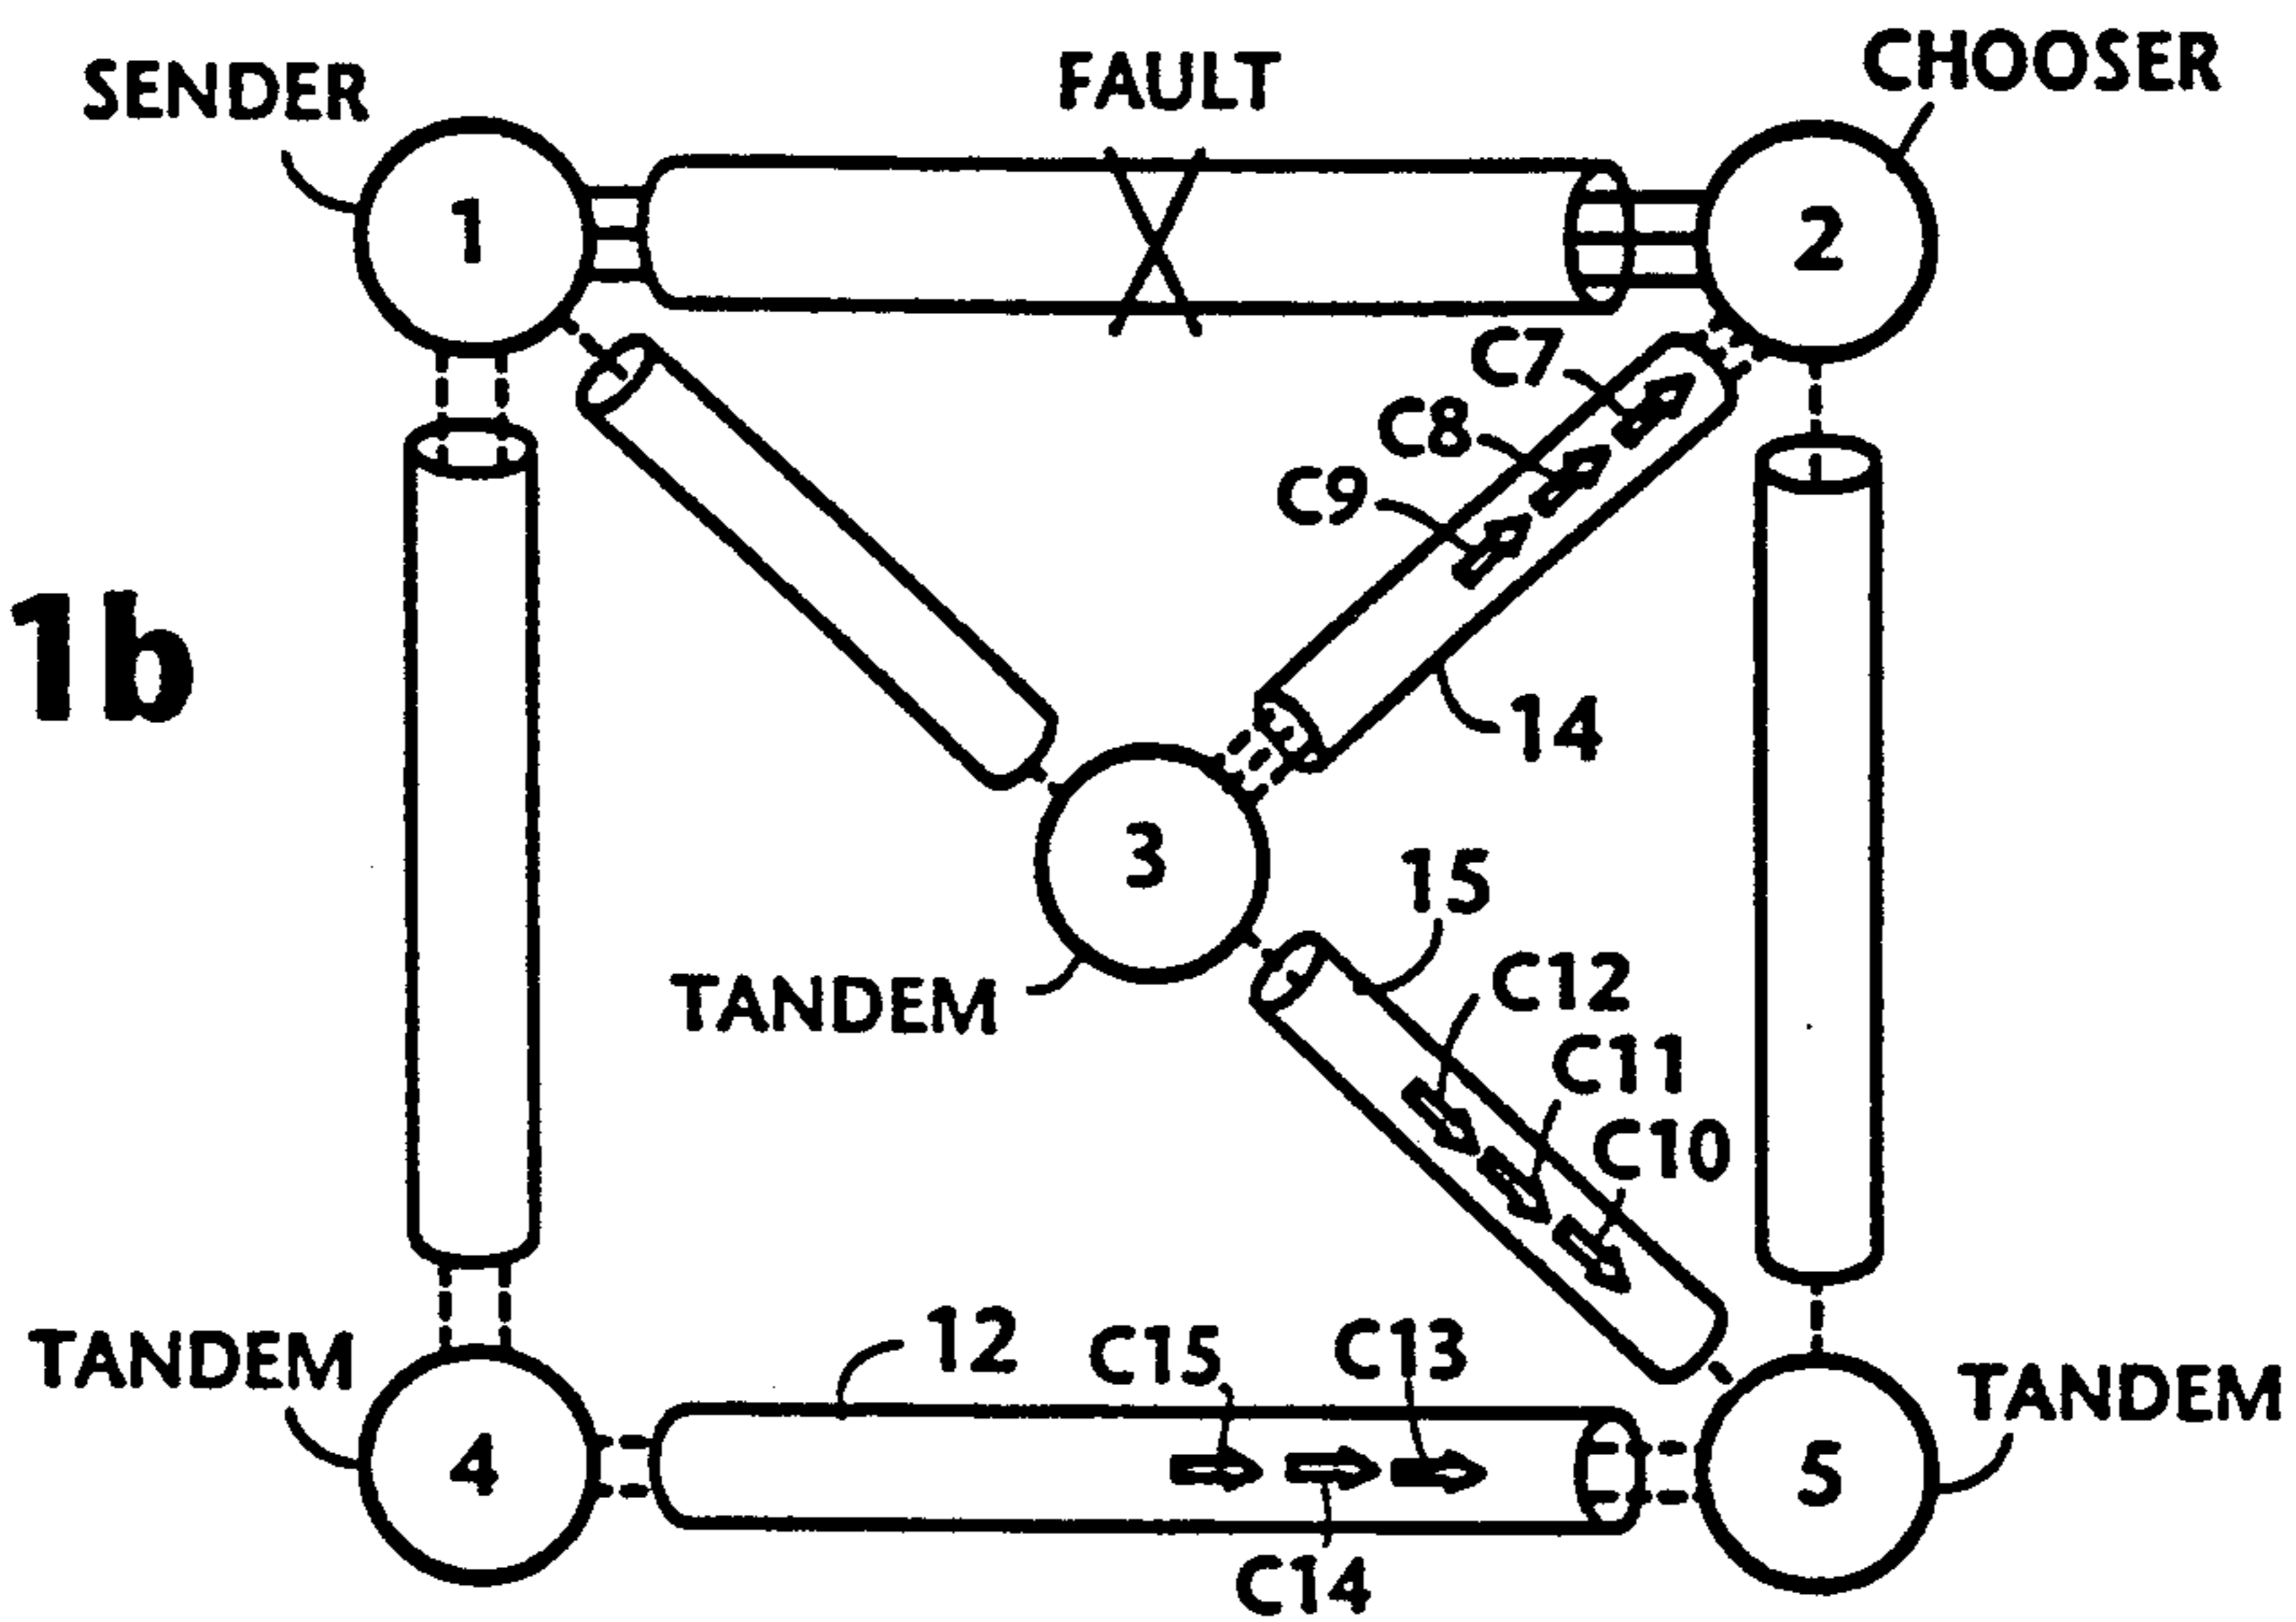 SENDER
FAULT
CHOOSER
1
2
C7
C8
C9
1b
14
3
15
TANDEM
C12
C11
C10
12
C15
C13
TANDEM
TANDEM
4
5
C14